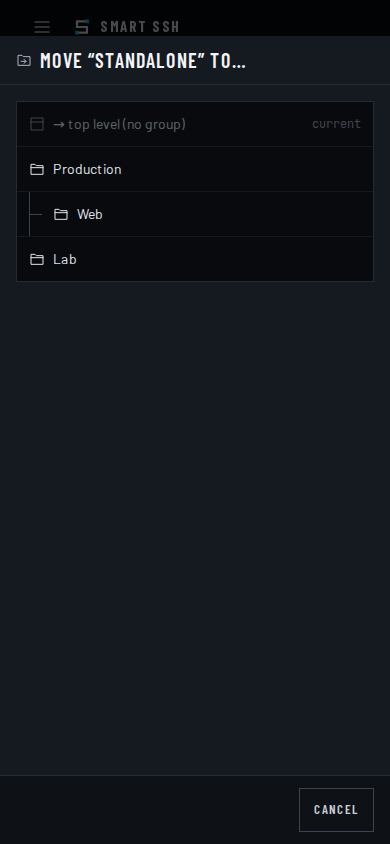 SMART SSH
MOVE “STANDALONE” TO…
→ top level (no group) current
Production
Web
Lab
CANCEL